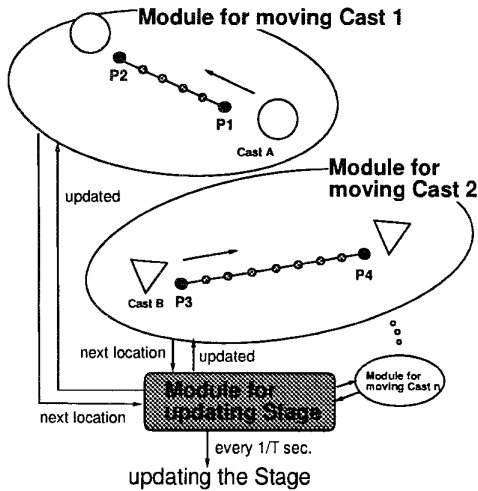 Module for moving Cast 1
P2
P1
Cast A
Module for
moving Cast 2
updated
P4
Cast B
P3
next location
updated
Module for
moving Cast n
Module for
updating Stage
next location
every 1/T sec.
updating the Stage